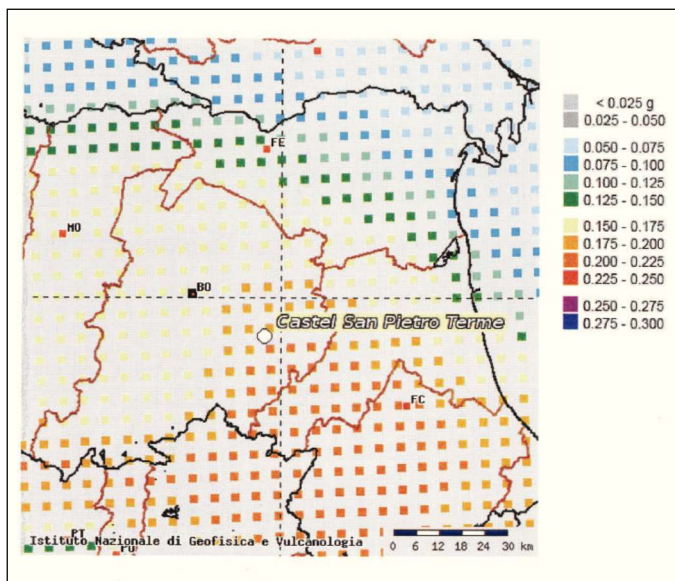 FE
MO
BO
Castel San Pietro Terme
FC
PT
PO
Istituto Nazionale di Geofisica e Vulcanologia
0 6 12 18 24 30 km
< 0.025 g
0.025 - 0.050
0.050 - 0.075
0.075 - 0.100
0.100 - 0.125
0.125 - 0.150
0.150 - 0.175
0.175 - 0.200
0.200 - 0.225
0.225 - 0.250
0.250 - 0.275
0.275 - 0.300